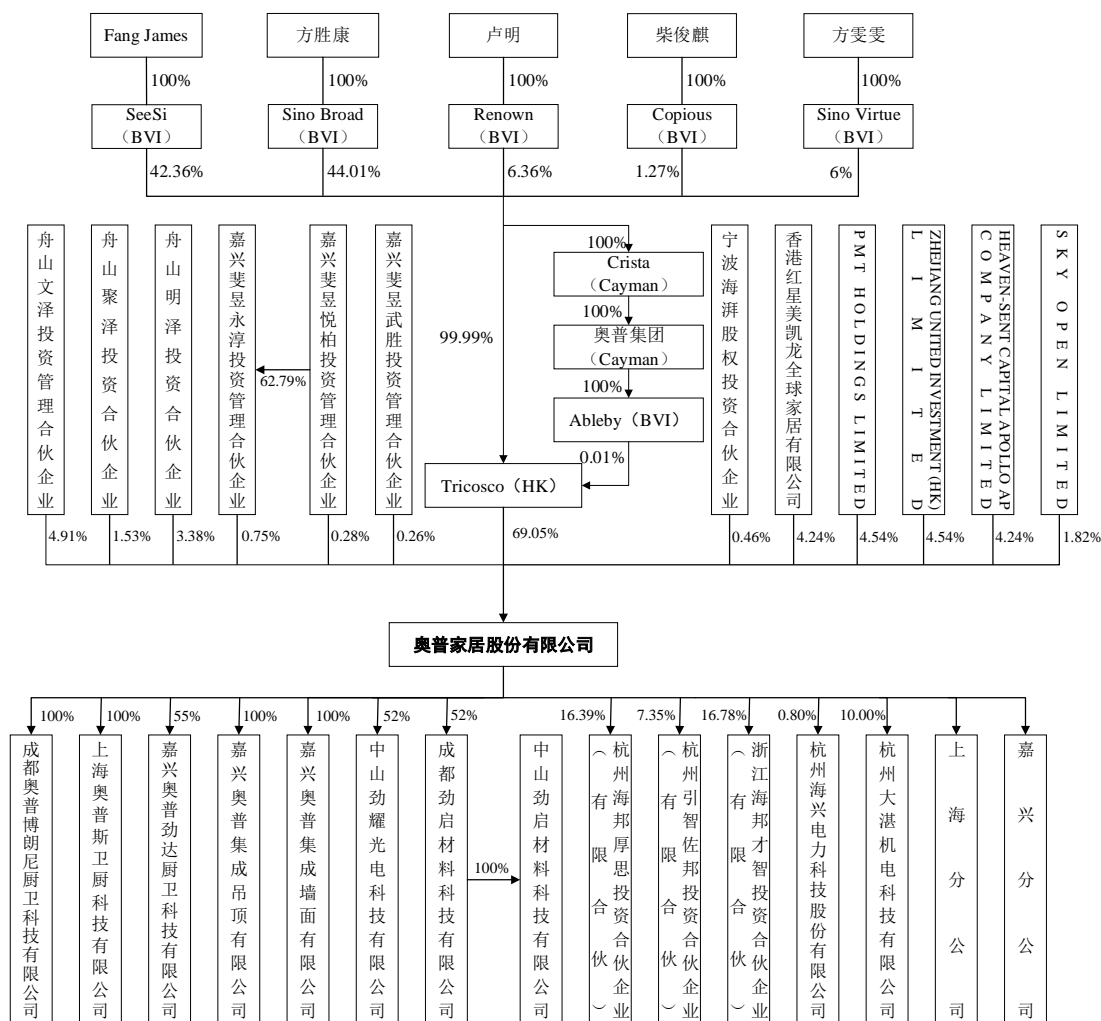 Fang James
方胜康
卢明
柴俊麒
方雯雯
100%
100%
100%
100%
100%
SeeSi
（BVI）
Sino Broad
（BVI）
Renown
（BVI）
Copious
（BVI）
Sino Virtue
（BVI）
42.36%
44.01%
6.36%
1.27%
6%
舟山文泽投资管理合伙企业
舟山聚泽投资合伙企业
舟山明泽投资合伙企业
嘉兴斐昱永淳投资管理合伙企业
62.79%
嘉兴斐昱悦柏投资管理合伙企业
嘉兴斐昱武胜投资管理合伙企业
99.99%
100%
Crista
(Cayman)
100%
奥普集团
(Cayman)
100%
Ableby（BVI）
0.01%
Tricosco（HK）
宁波海湃股权投资合伙企业
香港红星美凯龙全球家居有限公司
PMT HOLDINGS LIMITED
ZHEJIANG UNITED INVESTMENT (HK)
LIMITED
HEAVEN-SENT CAPITAL APOLLO AP
COMPANY LIMITED
SKY OPEN LIMITED
4.91%
1.53%
3.38%
0.75%
0.28%
0.26%
69.05%
0.46%
4.24%
4.54%
4.54%
4.24%
1.82%
奥普家居股份有限公司
100%
100%
55%
100%
100%
52%
52%
16.39%
7.35%
16.78%
0.80%
10.00%
成都奥普博朗尼厨卫科技有限公司
上海奥普斯卫厨科技有限公司
嘉兴奥普劲达厨卫科技有限公司
嘉兴奥普集成吊顶有限公司
嘉兴奥普集成墙面有限公司
中山劲耀光电科技有限公司
成都劲启材料科技有限公司
100%
中山劲启材料科技有限公司
杭州海邦厚思投资合伙企业
（有限合伙）
杭州引智佐邦投资合伙企业
（有限合伙）
浙江海邦才智投资合伙企业
（有限合伙）
杭州海兴电力科技股份有限公司
杭州大湛机电科技有限公司
上海分公司
嘉兴分公司